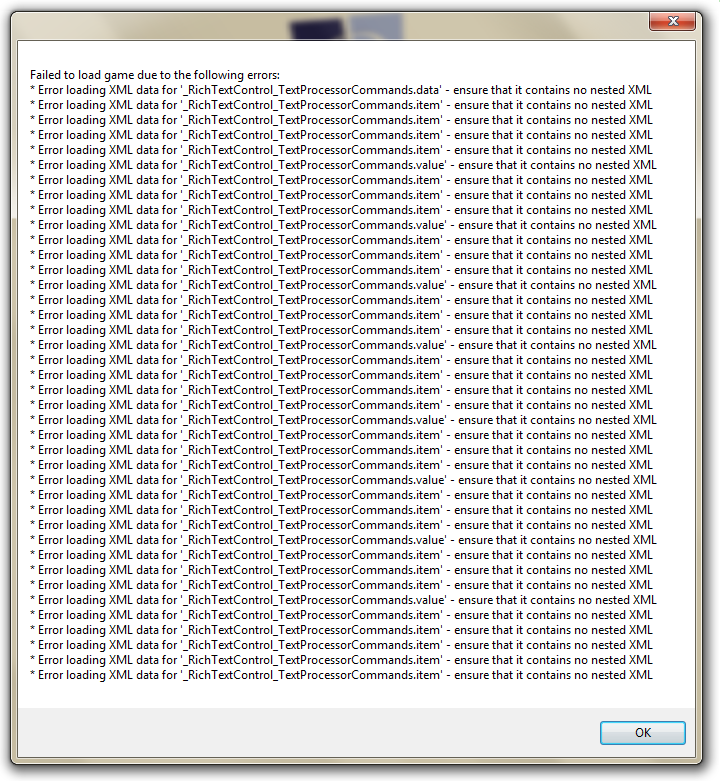 Failed to load game due to the following errors:
* Error loading XML data for '_RichTextControl_TextProcessorCommands.data' - ensure that it contains no nested XML
* Error loading XML data for '_RichTextControl_TextProcessorCommands.item' - ensure that it contains no nested XML
* Error loading XML data for '_RichTextControl_TextProcessorCommands.item' - ensure that it contains no nested XML
* Error loading XML data for '_RichTextControl_TextProcessorCommands.item' - ensure that it contains no nested XML
* Error loading XML data for '_RichTextControl_TextProcessorCommands.item' - ensure that it contains no nested XML
* Error loading XML data for '_RichTextControl_TextProcessorCommands.value' - ensure that it contains no nested XML
* Error loading XML data for '_RichTextControl_TextProcessorCommands.item' - ensure that it contains no nested XML
* Error loading XML data for '_RichTextControl_TextProcessorCommands.item' - ensure that it contains no nested XML
* Error loading XML data for '_RichTextControl_TextProcessorCommands.item' - ensure that it contains no nested XML
* Error loading XML data for '_RichTextControl_TextProcessorCommands.value' - ensure that it contains no nested XML
* Error loading XML data for '_RichTextControl_TextProcessorCommands.item' - ensure that it contains no nested XML
* Error loading XML data for '_RichTextControl_TextProcessorCommands.item' - ensure that it contains no nested XML
* Error loading XML data for '_RichTextControl_TextProcessorCommands.item' - ensure that it contains no nested XML
* Error loading XML data for '_RichTextControl_TextProcessorCommands.value' - ensure that it contains no nested XML
* Error loading XML data for '_RichTextControl_TextProcessorCommands.item' - ensure that it contains no nested XML
* Error loading XML data for '_RichTextControl_TextProcessorCommands.item' - ensure that it contains no nested XML
* Error loading XML data for '_RichTextControl_TextProcessorCommands.item' - ensure that it contains no nested XML
* Error loading XML data for '_RichTextControl_TextProcessorCommands.value' - ensure that it contains no nested XML
* Error loading XML data for '_RichTextControl_TextProcessorCommands.item' - ensure that it contains no nested XML
* Error loading XML data for '_RichTextControl_TextProcessorCommands.item' - ensure that it contains no nested XML
* Error loading XML data for '_RichTextControl_TextProcessorCommands.item' - ensure that it contains no nested XML
* Error loading XML data for '_RichTextControl_TextProcessorCommands.item' - ensure that it contains no nested XML
* Error loading XML data for '_RichTextControl_TextProcessorCommands.value' - ensure that it contains no nested XML
* Error loading XML data for '_RichTextControl_TextProcessorCommands.item' - ensure that it contains no nested XML
* Error loading XML data for '_RichTextControl_TextProcessorCommands.item' - ensure that it contains no nested XML
* Error loading XML data for '_RichTextControl_TextProcessorCommands.item' - ensure that it contains no nested XML
* Error loading XML data for '_RichTextControl_TextProcessorCommands.value' - ensure that it contains no nested XML
* Error loading XML data for '_RichTextControl_TextProcessorCommands.item' - ensure that it contains no nested XML
* Error loading XML data for '_RichTextControl_TextProcessorCommands.item' - ensure that it contains no nested XML
* Error loading XML data for '_RichTextControl_TextProcessorCommands.item' - ensure that it contains no nested XML
* Error loading XML data for '_RichTextControl_TextProcessorCommands.value' - ensure that it contains no nested XML
* Error loading XML data for '_RichTextControl_TextProcessorCommands.item' - ensure that it contains no nested XML
* Error loading XML data for '_RichTextControl_TextProcessorCommands.item' - ensure that it contains no nested XML
* Error loading XML data for '_RichTextControl_TextProcessorCommands.item' - ensure that it contains no nested XML
* Error loading XML data for '_RichTextControl_TextProcessorCommands.value' - ensure that it contains no nested XML
* Error loading XML data for '_RichTextControl_TextProcessorCommands.item' - ensure that it contains no nested XML
* Error loading XML data for '_RichTextControl_TextProcessorCommands.item' - ensure that it contains no nested XML
* Error loading XML data for '_RichTextControl_TextProcessorCommands.item' - ensure that it contains no nested XML
* Error loading XML data for '_RichTextControl_TextProcessorCommands.item' - ensure that it contains no nested XML
* Error loading XML data for '_RichTextControl_TextProcessorCommands.item' - ensure that it contains no nested XML
OK